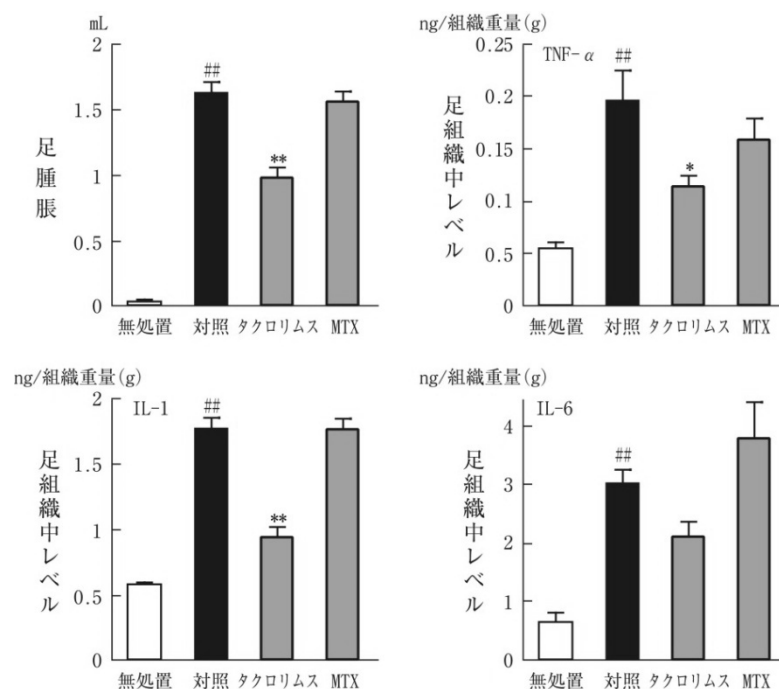 mL
足腫脹
2
1.5
1
0.5
0
##
**
無処置 対照 タクロリムス MTX
ng/組織重量(g)
TNF-α
足組織中レベル
0.25
0.2
0.15
0.1
0.5
0
##
*
無処置 対照 タクロリムス MTX
ng/組織重量(g)
IL-1
足組織中レベル
2
1.5
1
0.5
0
##
**
無処置 対照 タクロリムス MTX
ng/組織重量(g)
IL-6
足組織中レベル
4
3
2
1
0
##
無処置 対照 タクロリムス MTX